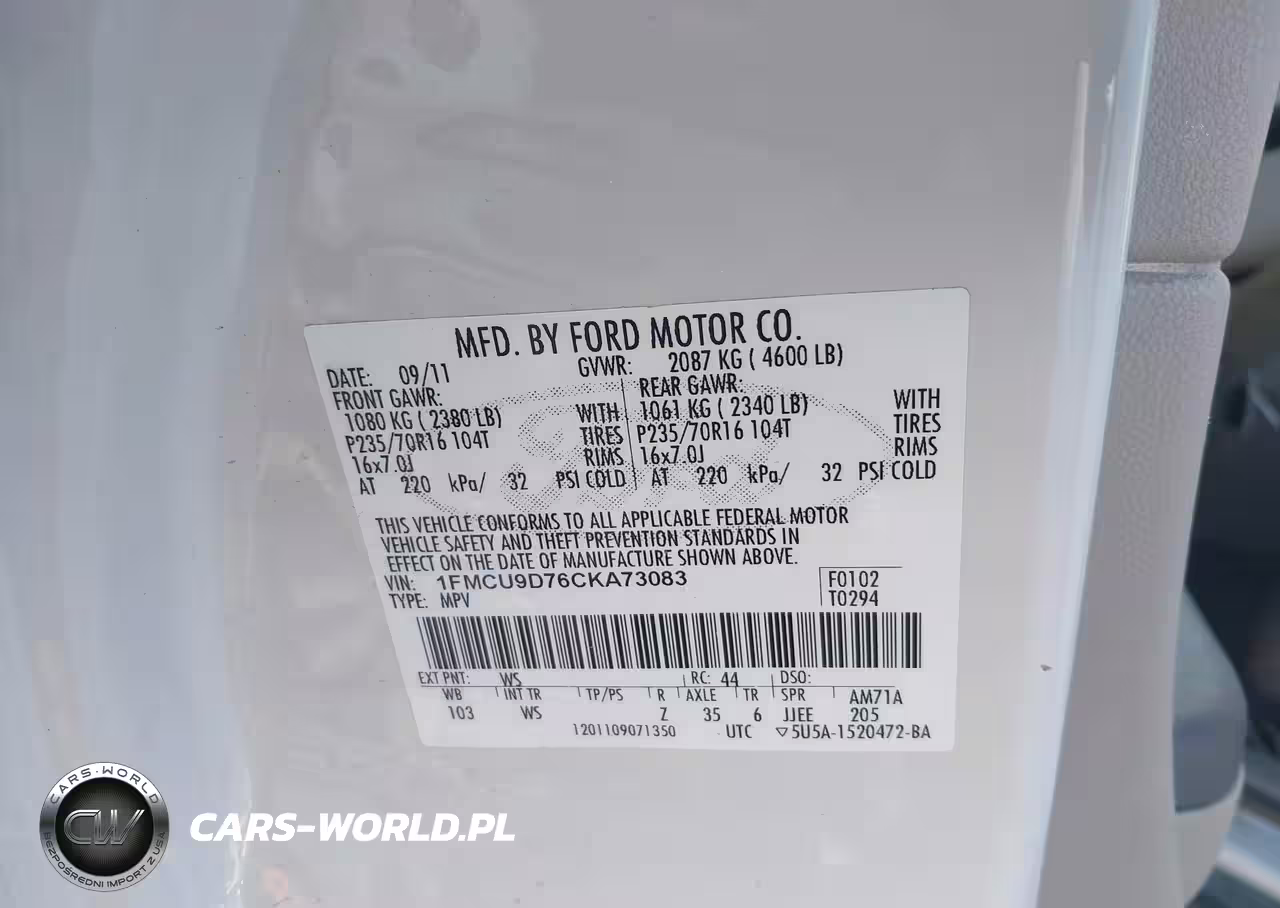 MFD. BY FORD MOTOR CO.
DATE: 09/11 GVWR: 2087 KG ( 4600 LB)
FRONT GAWR: REAR GAWR:
1080 KG ( 2380 LB) WITH 1061 KG ( 2340 LB) WITH
P235/70R16 104T TIRES P235/70R16 104T TIRES
16x7.0J RIMS 16x7.0J RIMS
AT 220 kPa/ 32 PSI COLD AT 220 kPa/ 32 PSI COLD
THIS VEHICLE CONFORMS TO ALL APPLICABLE FEDERAL MOTOR
VEHICLE SAFETY AND THEFT PREVENTION STANDARDS IN
EFFECT ON THE DATE OF MANUFACTURE SHOWN ABOVE.
VIN: 1FMCU9D76CKA73083 F0102
TYPE: MPV T0294
EXT PNT: WS RC: 44 DSO:
WB INT TR TP/PS R AXLE TR SPR AM71A
103 WS Z 35 6 JJEE 205
1201109071350 UTC ▽5U5A-1520472-BA
CARS-WORLD
CW
BEZPOŚREDNI IMPORT Z USA
CARS-WORLD.PL